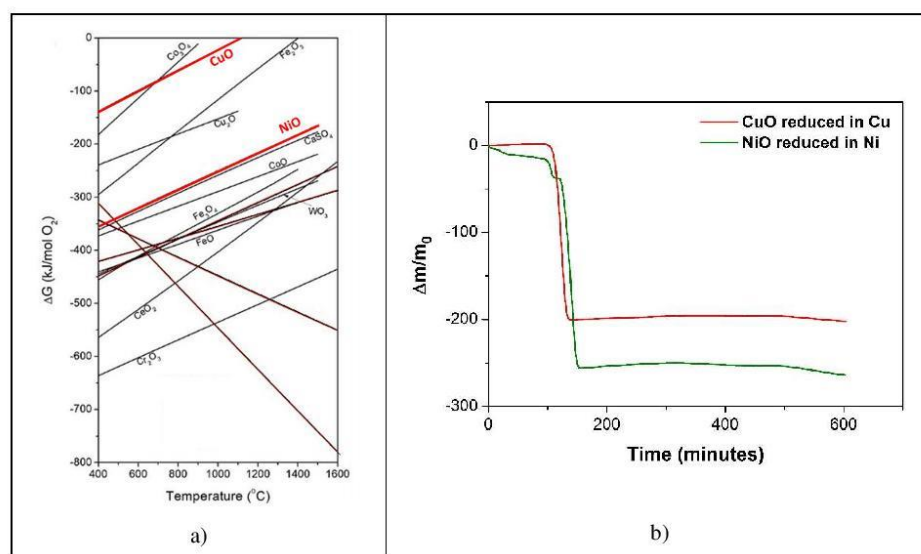 0
-100
-200
-300
-400
-500
-600
-700
-800
ΔG (kJ/mol O₂)
400 600 800 1000 1200 1400 1600
Temperature (°C)
Co₃O₄
CuO
Fe₂O₃
Cu₂O
NiO
CaSO₄
CoO
Fe₃O₄
WO₃
FeO
CeO₂
Cr₂O₃
a)
CuO reduced in Cu
NiO reduced in Ni
0
-100
-200
-300
Δm/m₀
0 200 400 600
Time (minutes)
b)